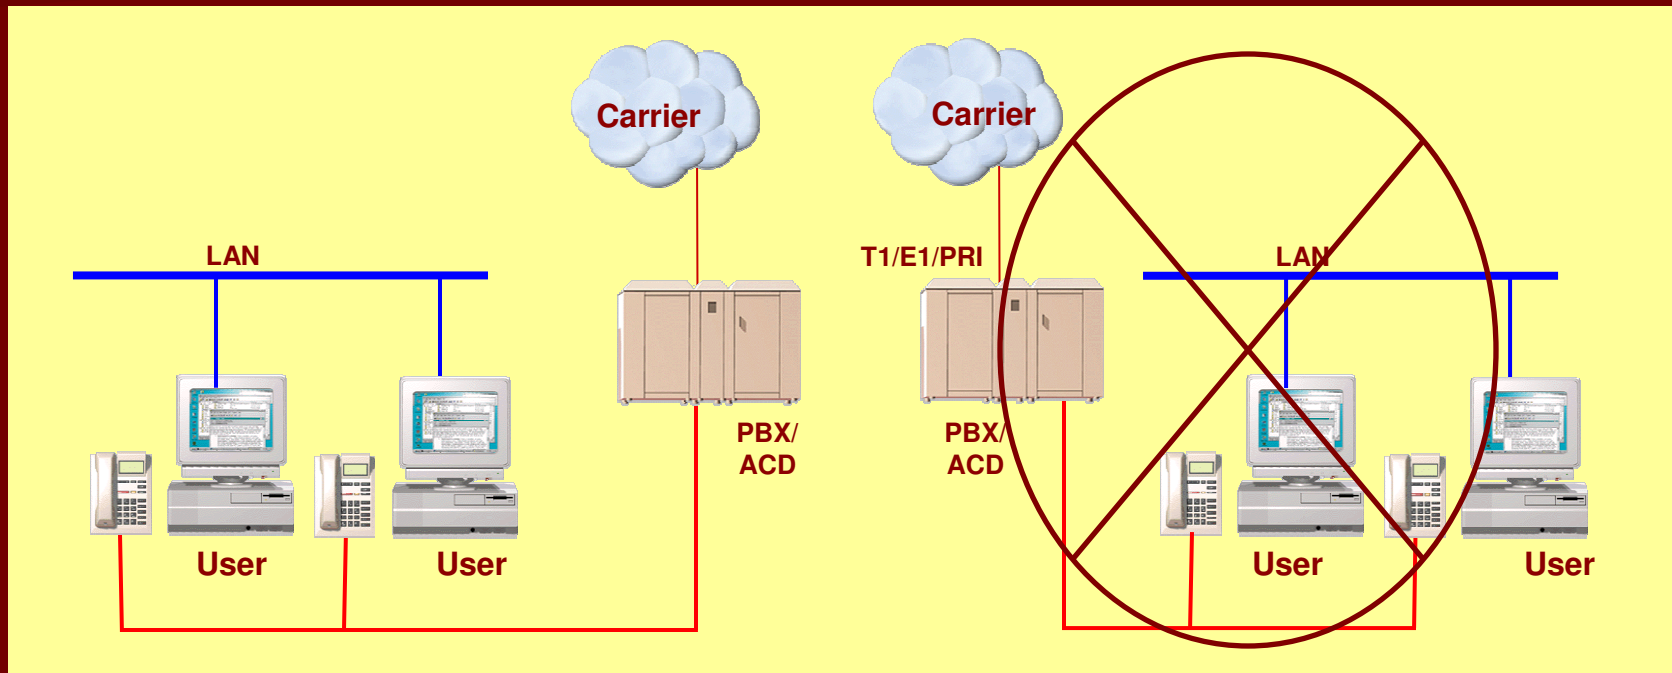 Carrier
Carrier
LAN
T1/E1/PRI
LAN
PBX/
ACD
PBX/
ACD
User
User
User
User